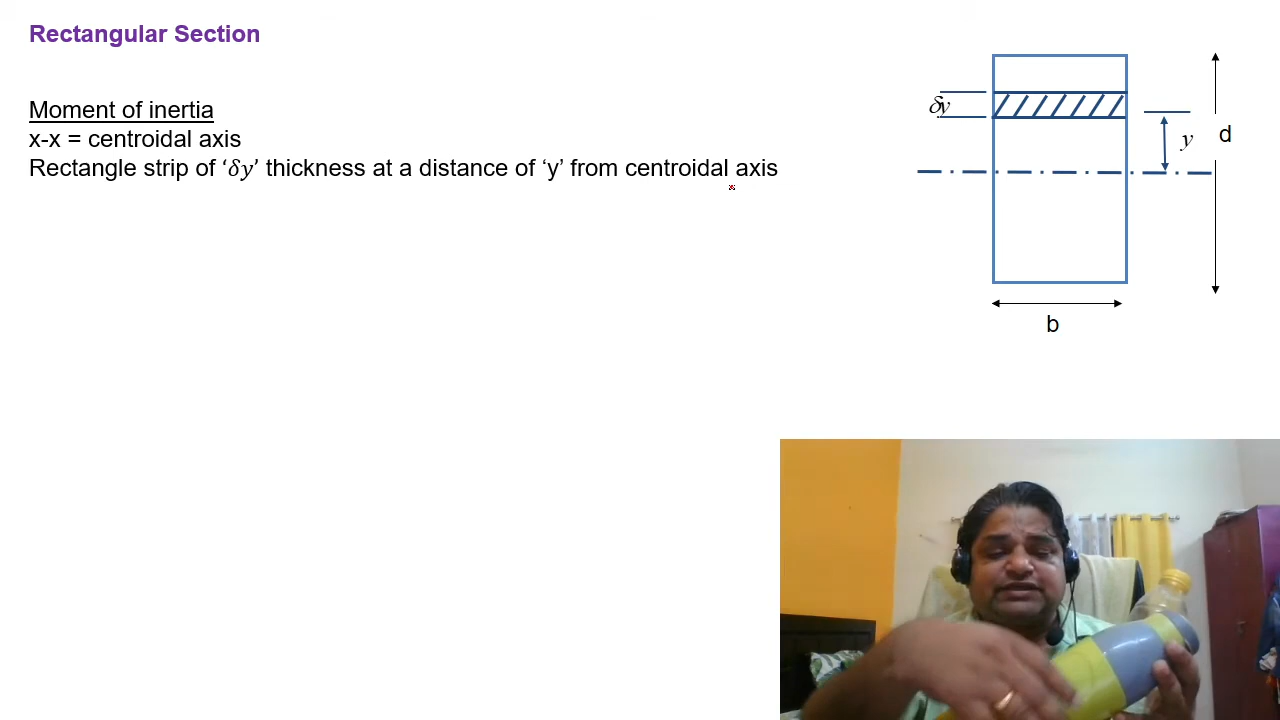 Rectangular Section
Moment of inertia
x-x = centroidal axis
Rectangle strip of ‘𝛿𝑦’ thickness at a distance of ‘y’ from centroidal axis
δy
y
d
b